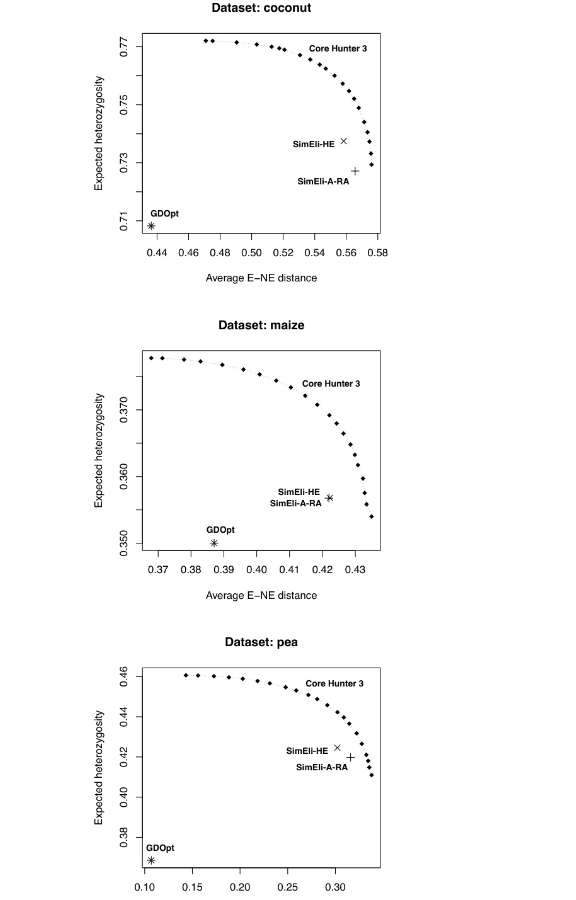 Dataset: coconut
Expected heterozygosity
0.77
0.75
0.73
0.71
Core Hunter 3
SimEli-HE
SimEli-A-RA
GDOpt
0.44 0.46 0.48 0.50 0.52 0.54 0.56 0.58
Average E−NE distance
Dataset: maize
Expected heterozygosity
0.370
0.360
0.350
Core Hunter 3
SimEli-HE
SimEli-A-RA
GDOpt
0.37 0.38 0.39 0.40 0.41 0.42 0.43
Average E−NE distance
Dataset: pea
Expected heterozygosity
0.46
0.44
0.42
0.40
0.38
Core Hunter 3
SimEli-HE
SimEli-A-RA
GDOpt
0.10 0.15 0.20 0.25 0.30